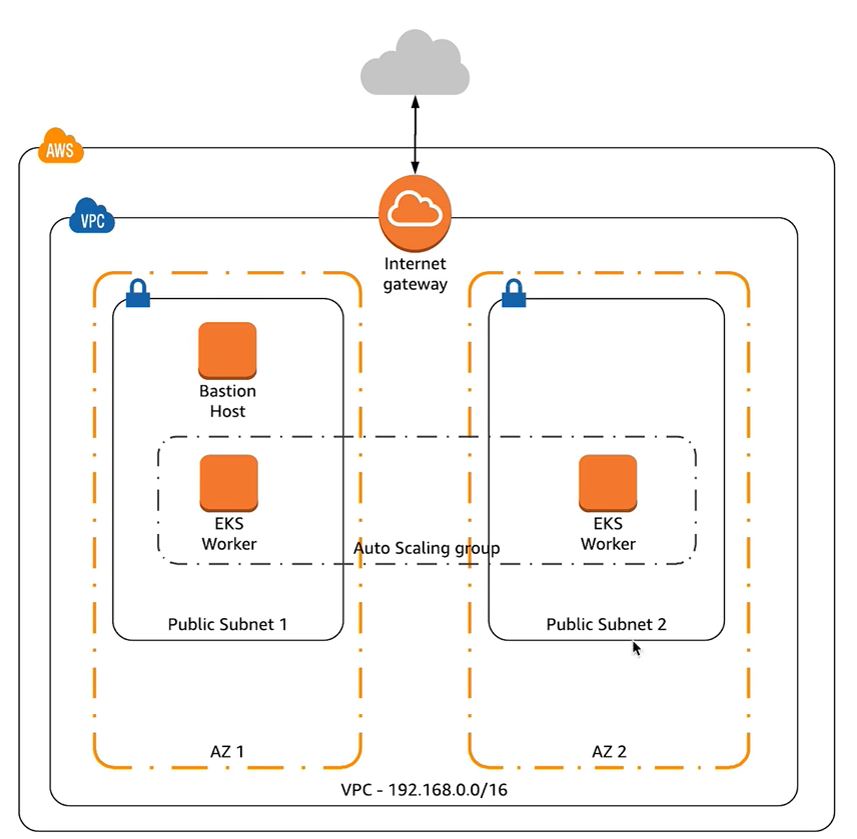 AWS
VPC
Internet
gateway
Bastion
Host
EKS
Worker
EKS
Worker
Auto Scaling group
Public Subnet 1
Public Subnet 2
AZ 1
AZ 2
VPC - 192.168.0.0/16